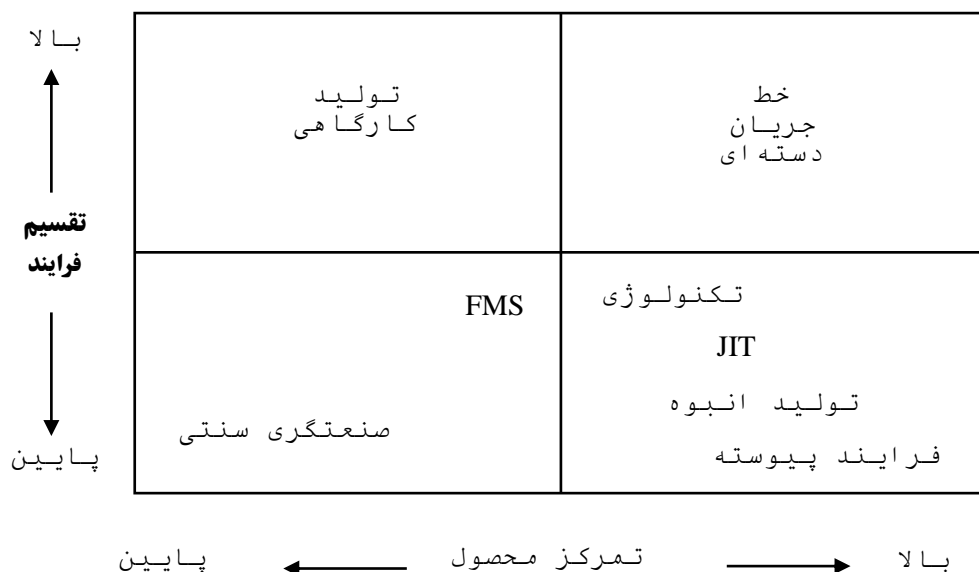 بالا
تولید
کارگاهی
خط
جریان
دسته ای
تقسیم
فرایند
FMS
تکنولوژی
JIT
تولید انبوه
صنعتگری سنتی
فرایند پیوسته
پایین
پایین
تمرکز محصول
بالا